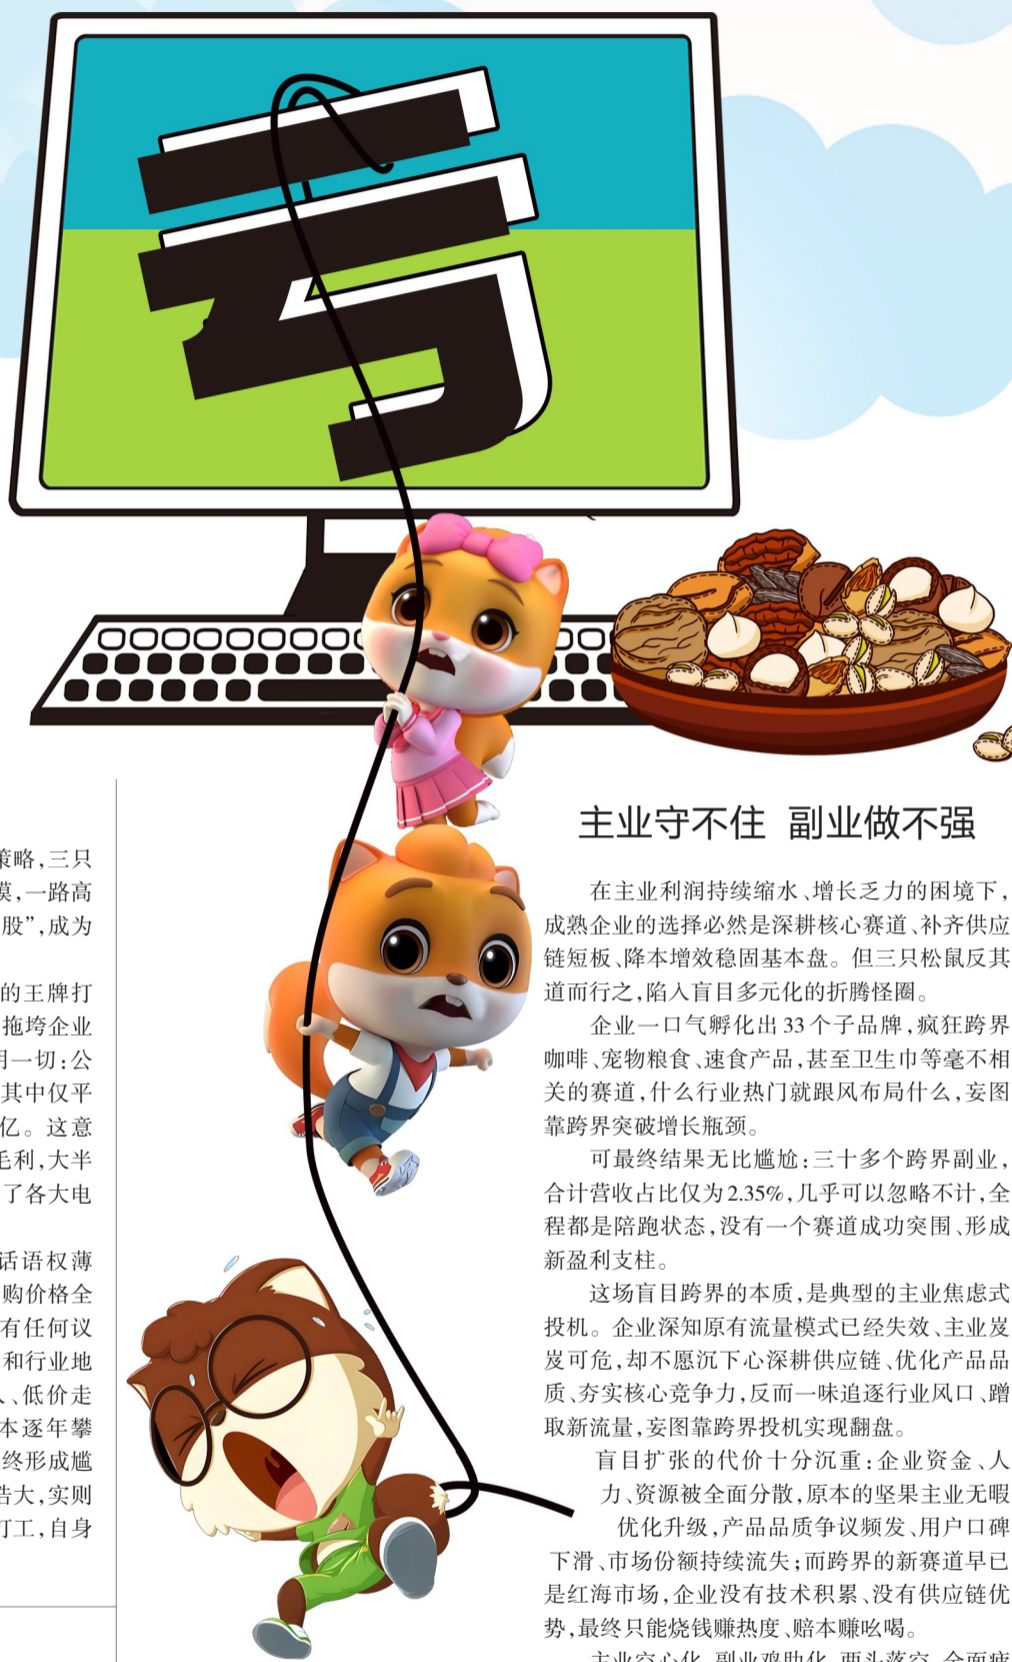 亏
策略,三只
模,一路高
股”,成为
的王牌打
拖垮企业
明一切:公
其中仅平
亿。这意
毛利,大半
了各大电
话语权薄
购价格全
有任何议
和行业地
、低价走
本逐年攀
终形成尴
浩大,实则
打工,自身
主业守不住 副业做不强
在主业利润持续缩水、增长乏力的困境下,
成熟企业的选择必然是深耕核心赛道、补齐供应
链短板、降本增效稳固基本盘。但三只松鼠反其
道而行之,陷入盲目多元化的折腾怪圈。
企业一口气孵化出33个子品牌,疯狂跨界
咖啡、宠物粮食、速食产品,甚至卫生巾等毫不相
关的赛道,什么行业热门就跟风布局什么,妄图
靠跨界突破增长瓶颈。
可最终结果无比尴尬:三十多个跨界副业,
合计营收占比仅为2.35%,几乎可以忽略不计,全
程都是陪跑状态,没有一个赛道成功突围、形成
新盈利支柱。
这场盲目跨界的本质,是典型的主业焦虑式
投机。企业深知原有流量模式已经失效、主业岌
岌可危,却不愿沉下心深耕供应链、优化产品品
质、夯实核心竞争力,反而一味追逐行业风口、蹭
取新流量,妄图靠跨界投机实现翻盘。
盲目扩张的代价十分沉重:企业资金、人
力、资源被全面分散,原本的坚果主业无暇
优化升级,产品品质争议频发、用户口碑
下滑、市场份额持续流失;而跨界的新赛道早已
是红海市场,企业没有技术积累、没有供应链优
势,最终只能烧钱赚热度、赔本赚吆喝。
主业空心化、副业鸡肋化,两头落空,全面疲